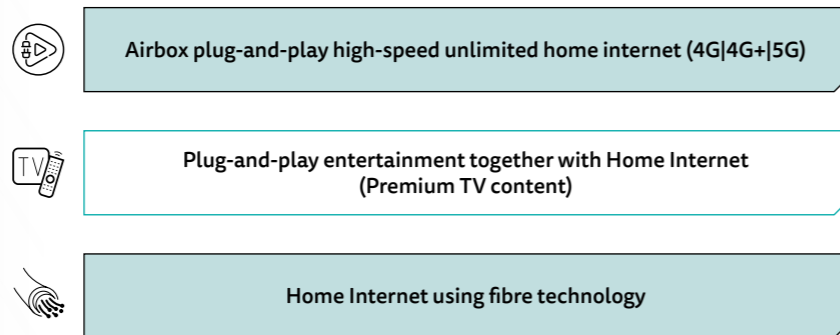 Airbox plug-and-play high-speed unlimited home internet (4G|4G+|5G)
TV
Plug-and-play entertainment together with Home Internet
(Premium TV content)
Home Internet using fibre technology